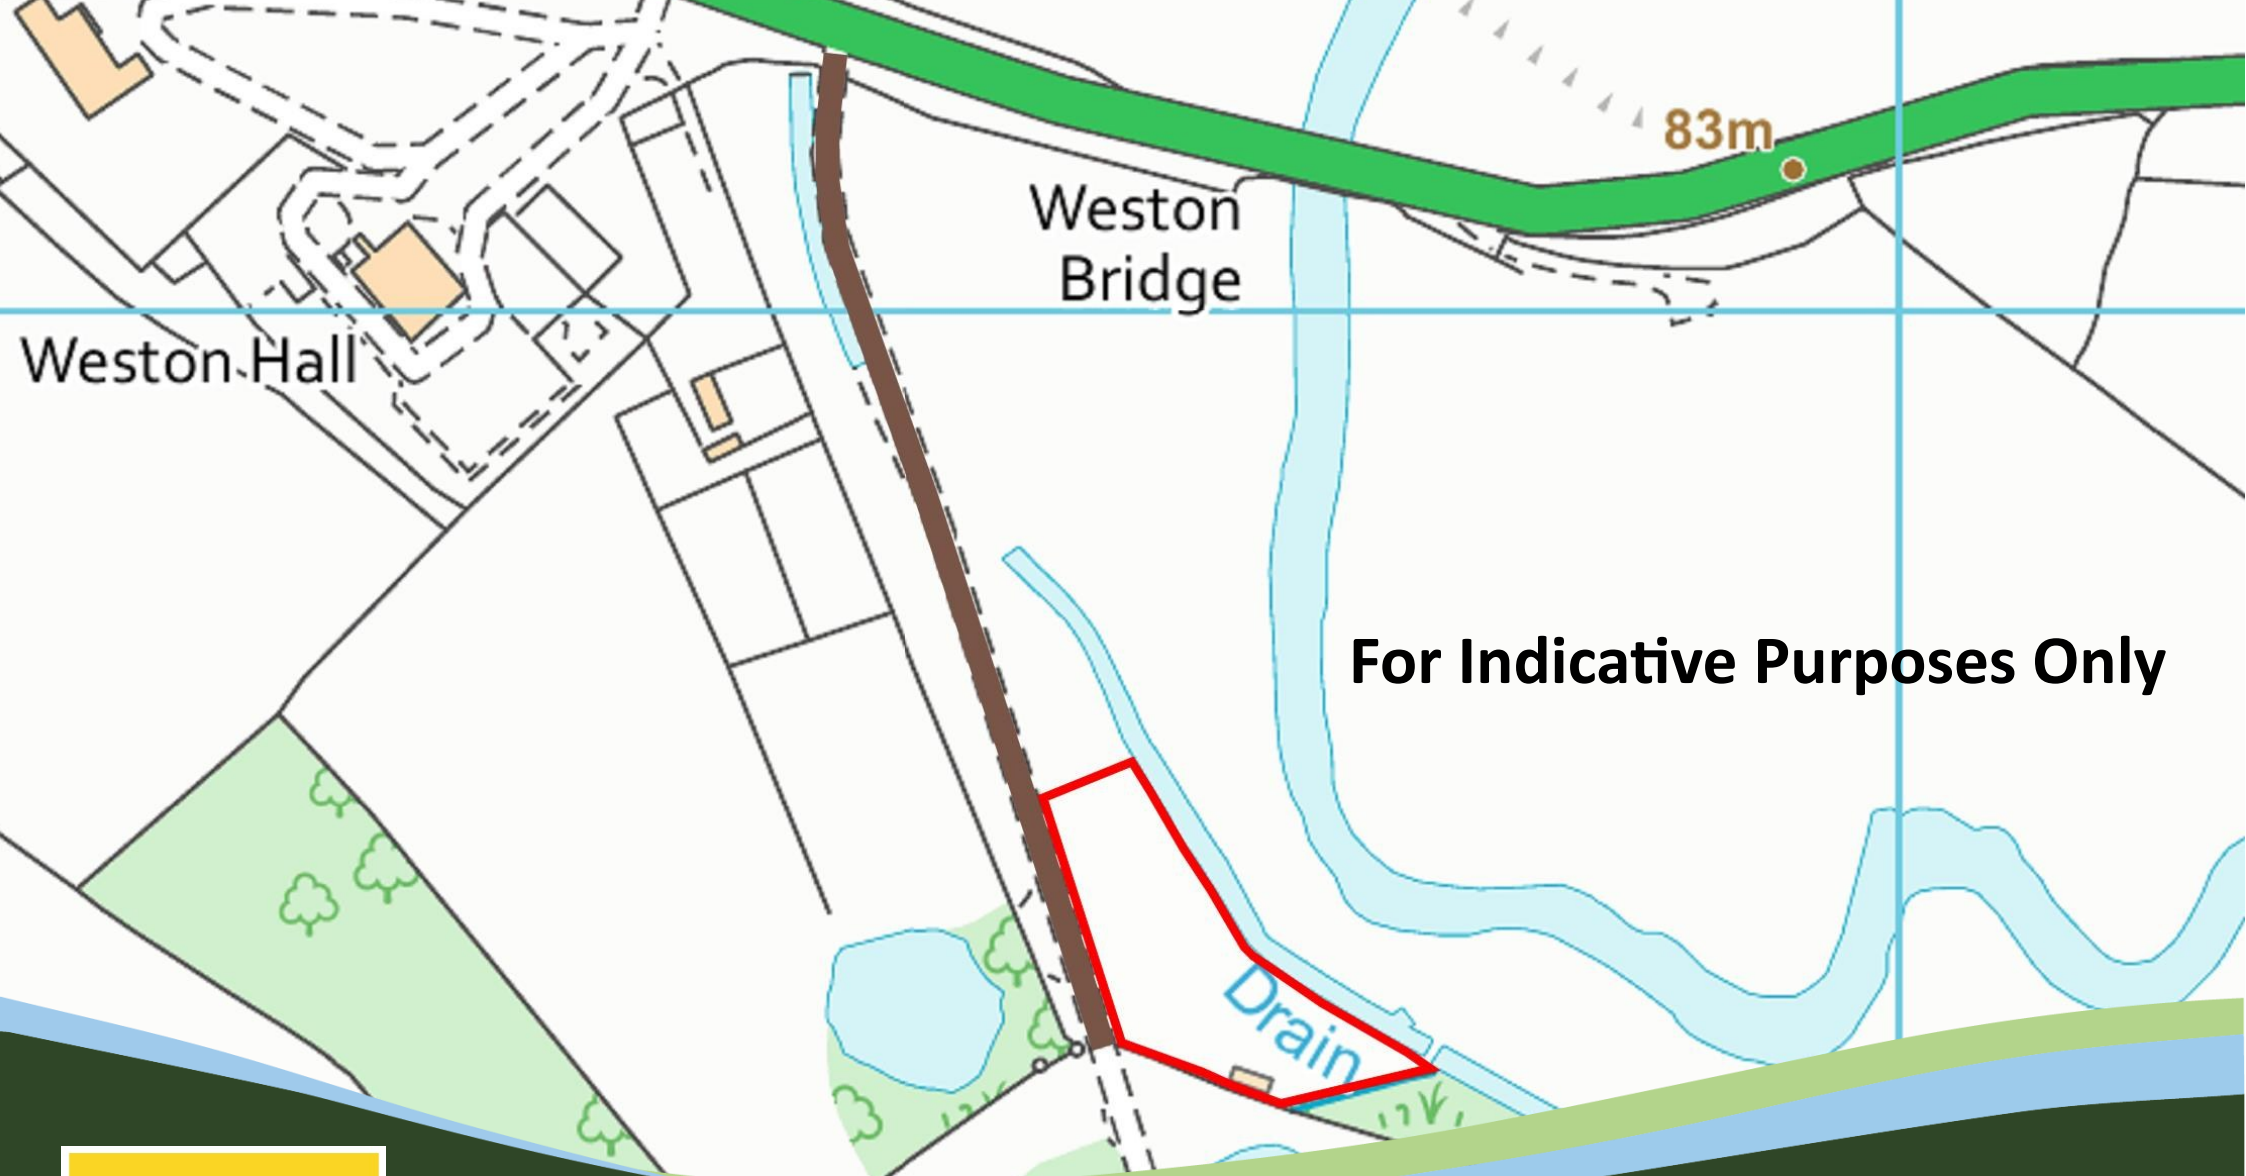 83m
Weston
Bridge
Weston Hall
For Indicative Purposes Only
Drain